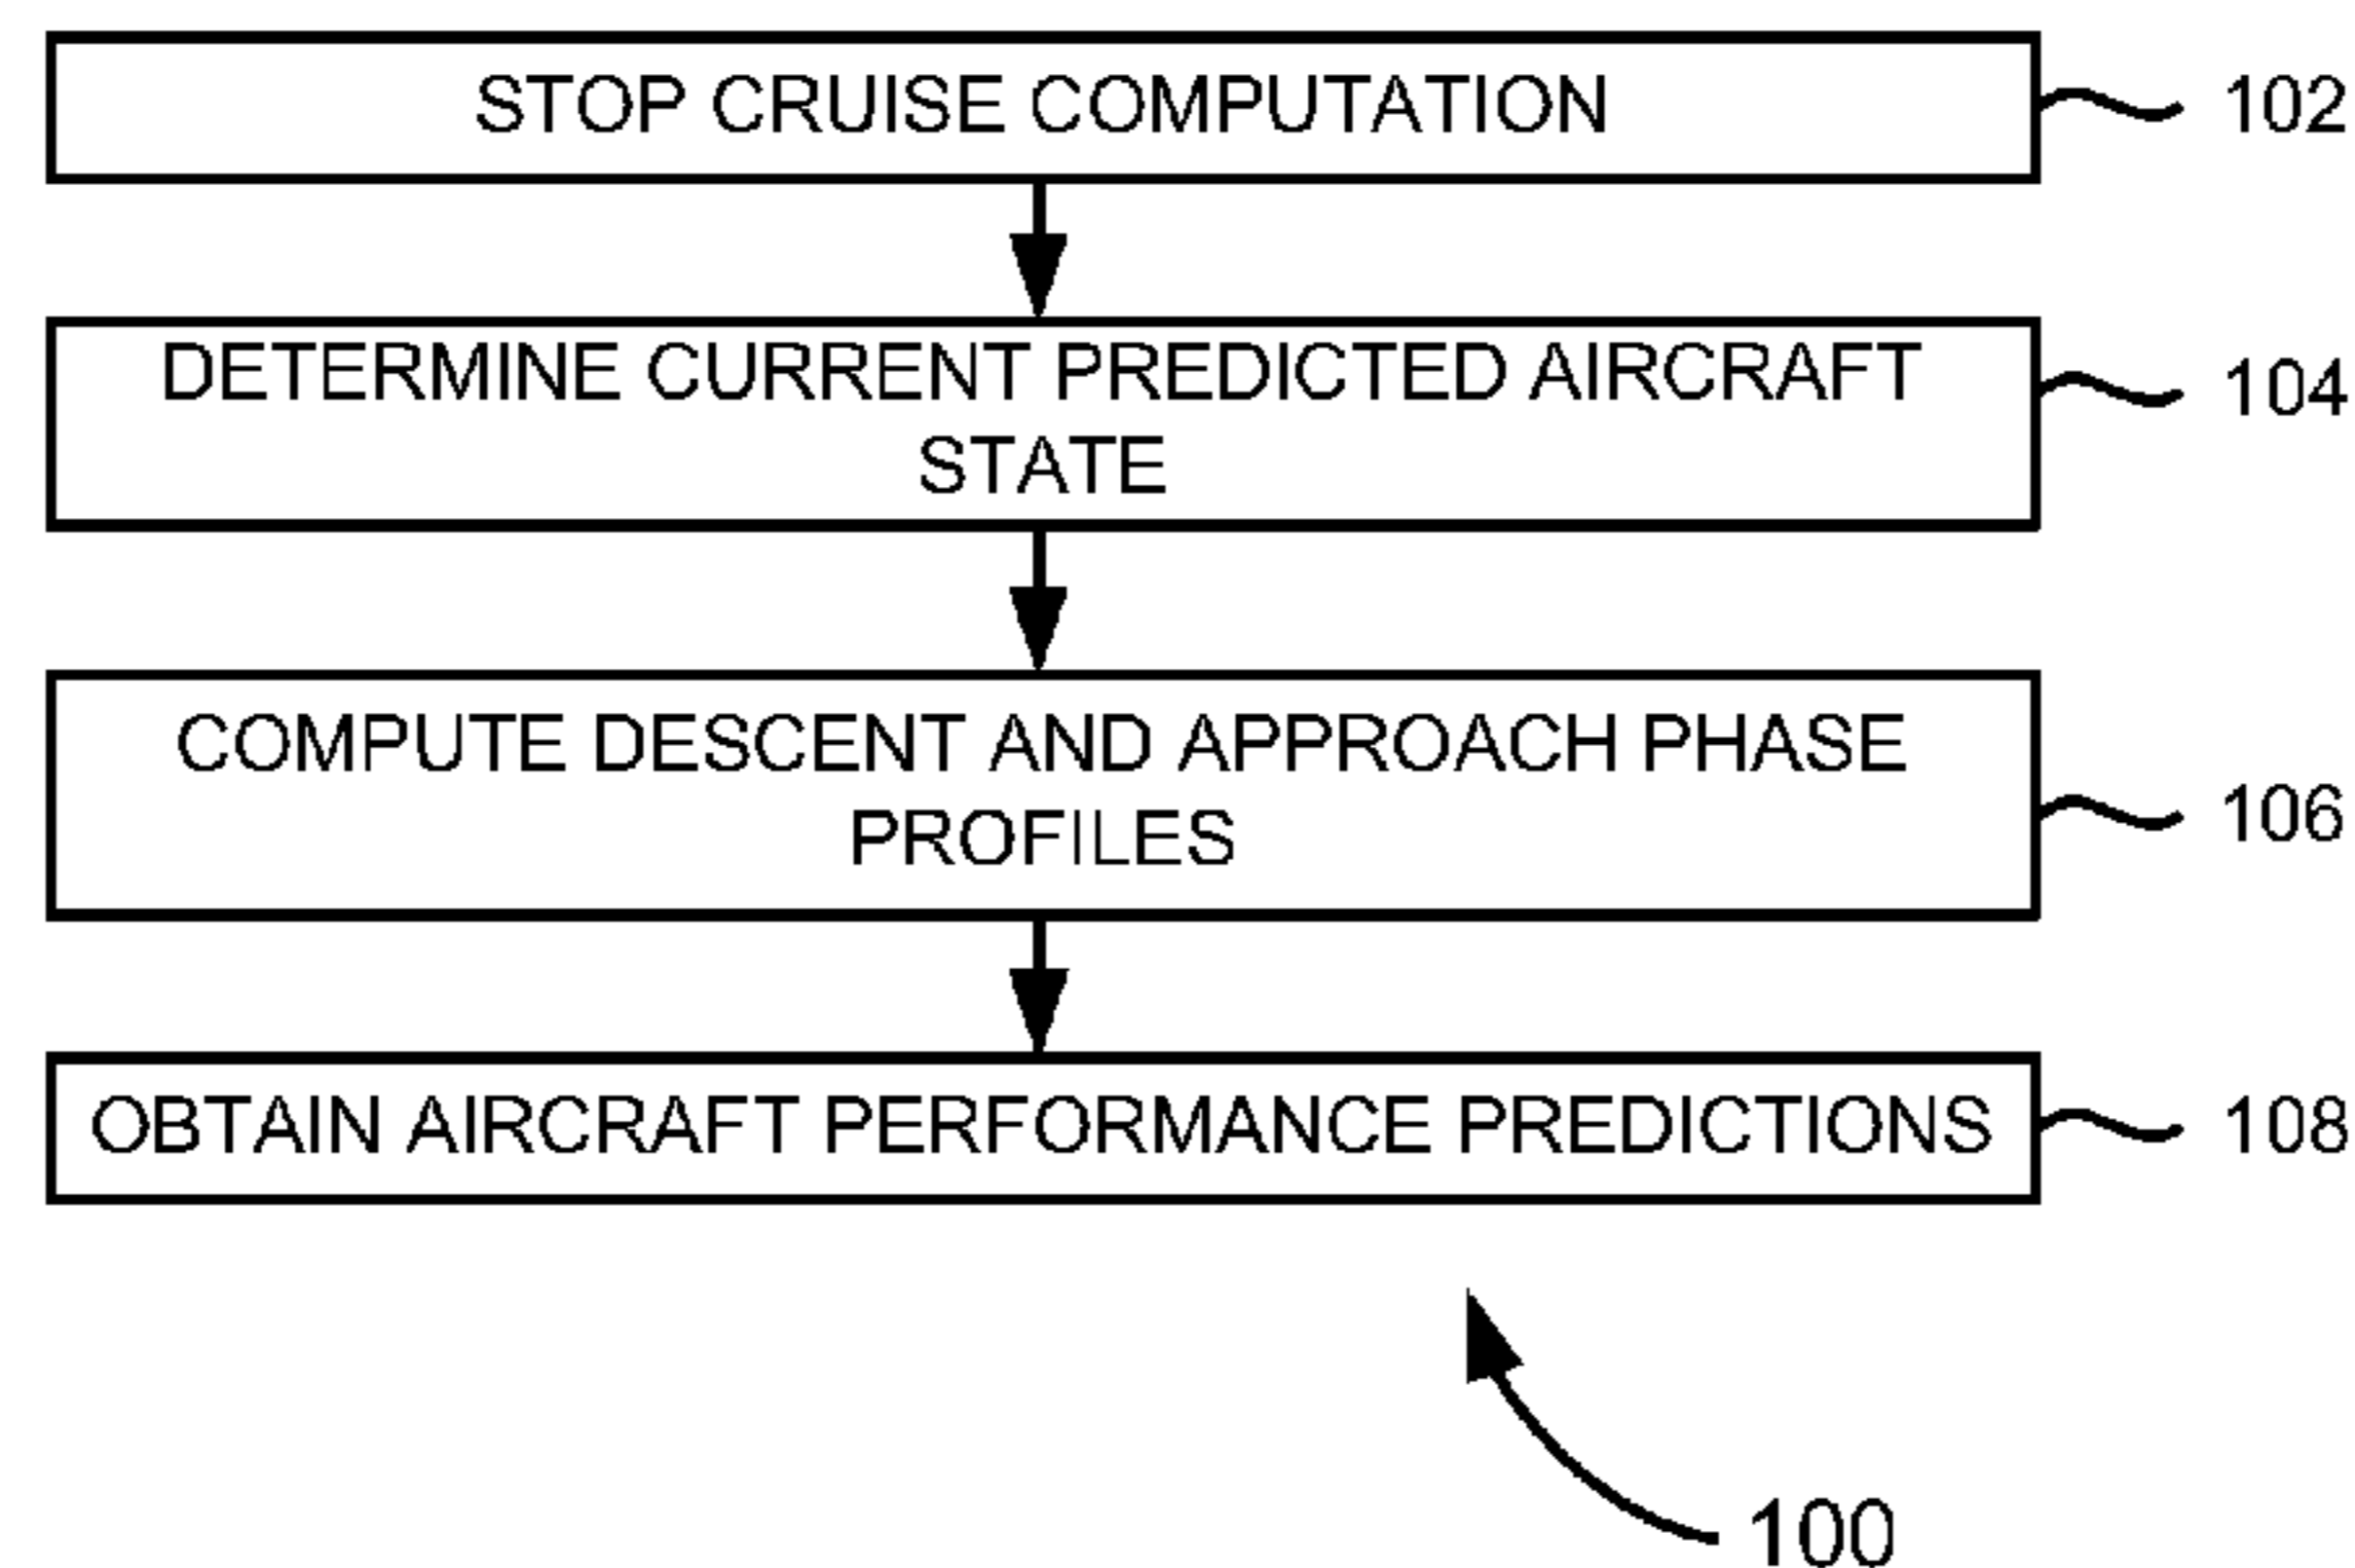 STOP CRUISE COMPUTATION
102
DETERMINE CURRENT PREDICTED AIRCRAFT
STATE
104
COMPUTE DESCENT AND APPROACH PHASE
PROFILES
106
OBTAIN AIRCRAFT PERFORMANCE PREDICTIONS
108
100